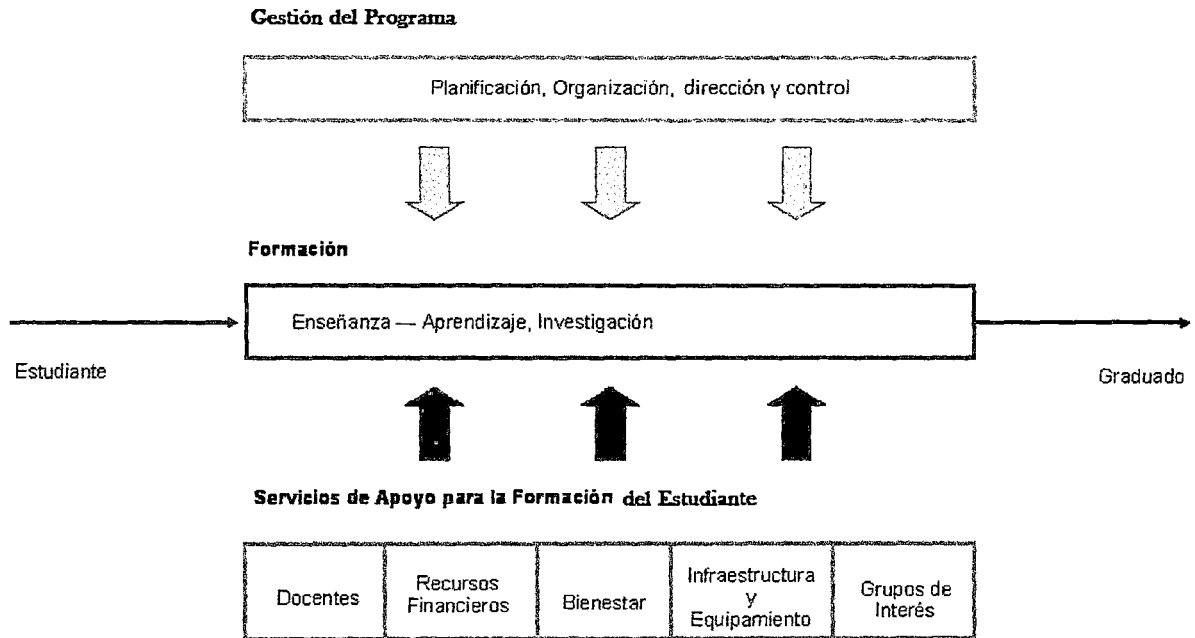 Gestión del Programa
Planificación, Organización, dirección y control
Formación
Enseñanza — Aprendizaje, Investigación
Estudiante
Graduado
Servicios de Apoyo para la Formación del Estudiante
Docentes
Recursos
Financieros
Bienestar
Infraestructura
y
Equipamiento
Grupos de
Interés